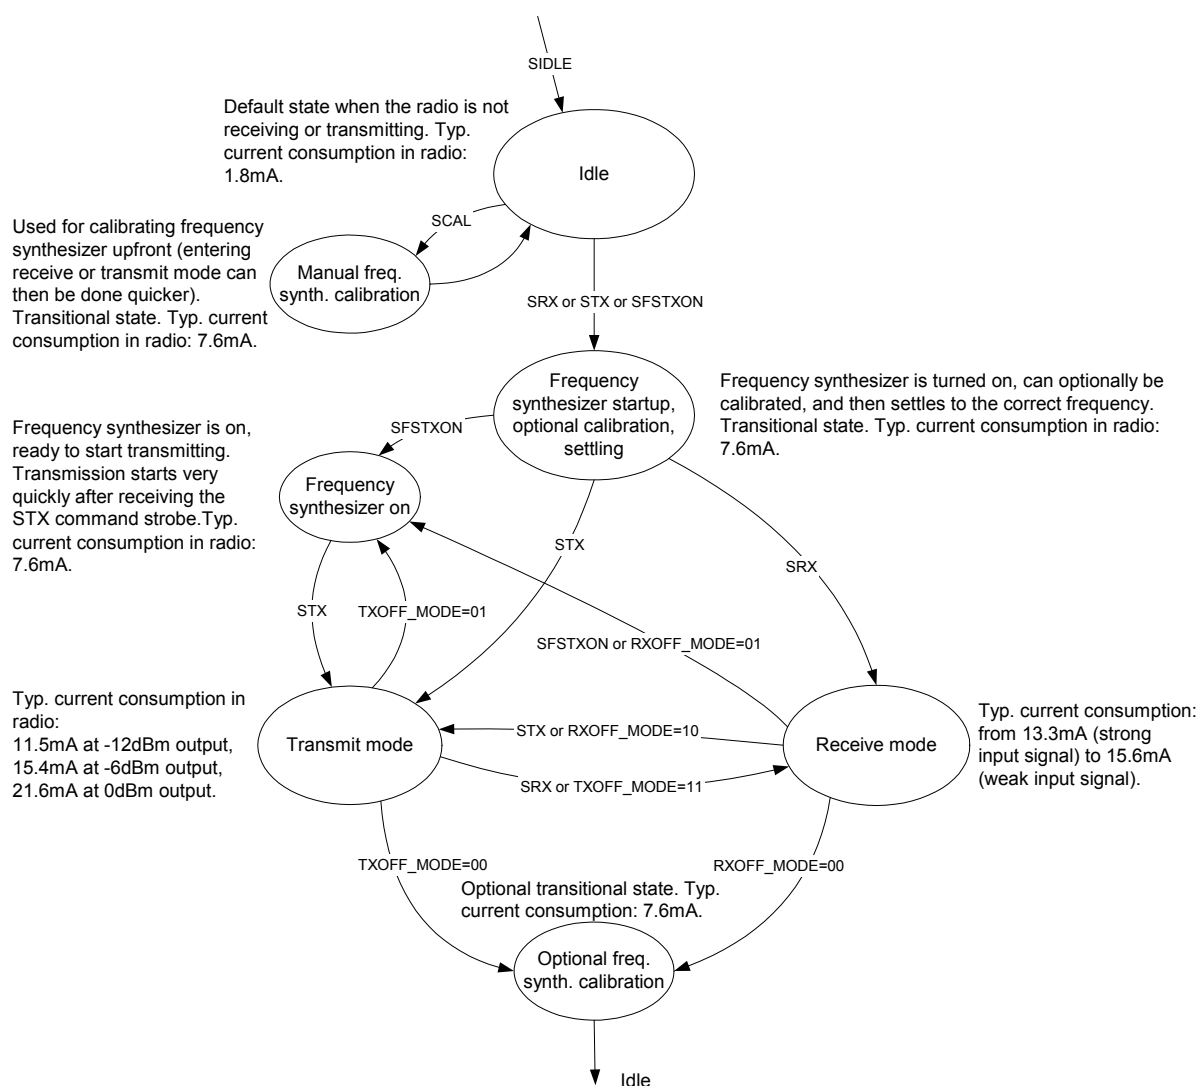 SIDLE
Default state when the radio is not
receiving or transmitting. Typ.
current consumption in radio:
1.8mA.
Idle
SCAL
Used for calibrating frequency
synthesizer upfront (entering
receive or transmit mode can
then be done quicker).
Transitional state. Typ. current
consumption in radio: 7.6mA.
Manual freq.
synth. calibration
SRX or STX or SFSTXON
Frequency
synthesizer startup,
optional calibration,
settling
Frequency synthesizer is turned on, can optionally be
calibrated, and then settles to the correct frequency.
Transitional state. Typ. current consumption in radio:
7.6mA.
SFSTXON
Frequency synthesizer is on,
ready to start transmitting.
Transmission starts very
quickly after receiving the
STX command strobe.Typ.
current consumption in radio:
7.6mA.
Frequency
synthesizer on
STX
SRX
STX
TXOFF_MODE=01
SFSTXON or RXOFF_MODE=01
Typ. current consumption in
radio:
11.5mA at -12dBm output,
15.4mA at -6dBm output,
21.6mA at 0dBm output.
Transmit mode
STX or RXOFF_MODE=10
SRX or TXOFF_MODE=11
Receive mode
Typ. current consumption:
from 13.3mA (strong
input signal) to 15.6mA
(weak input signal).
TXOFF_MODE=00
RXOFF_MODE=00
Optional transitional state. Typ.
current consumption: 7.6mA.
Optional freq.
synth. calibration
Idle